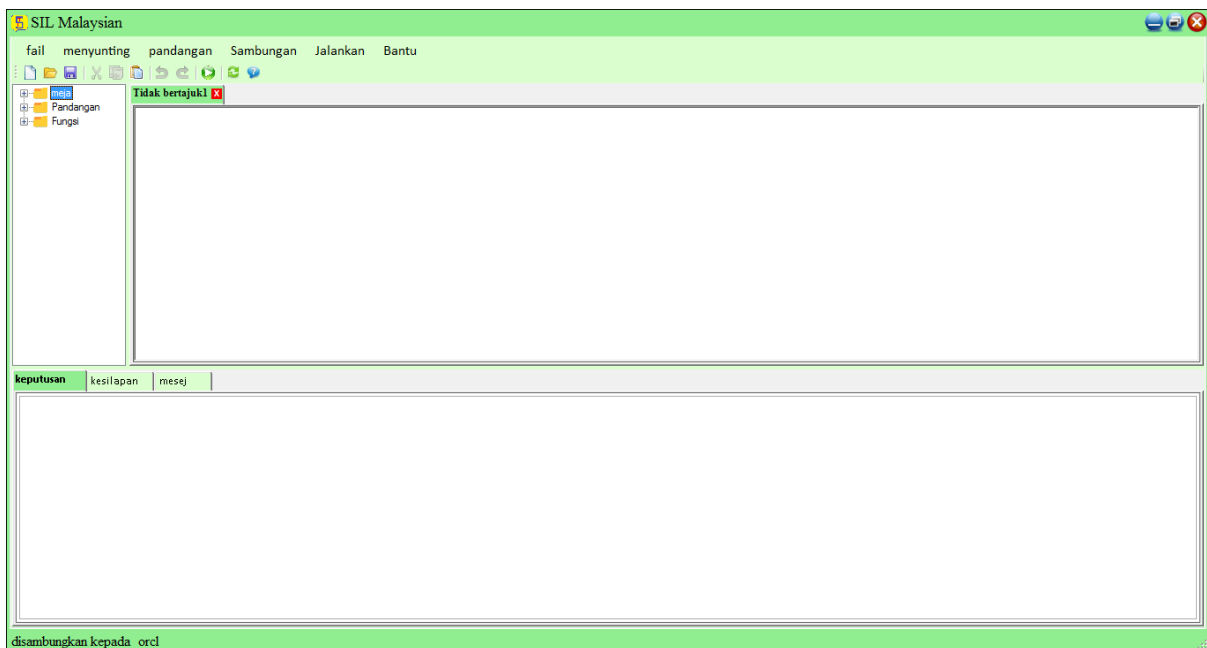 SIL Malaysian
fail menyunting pandangan Sambungan Jalankan Bantu
meja
Pandangan
Fungsi
Tidak bertajuk1
keputusan kesilapan mesej
disambungkan kepada orcl